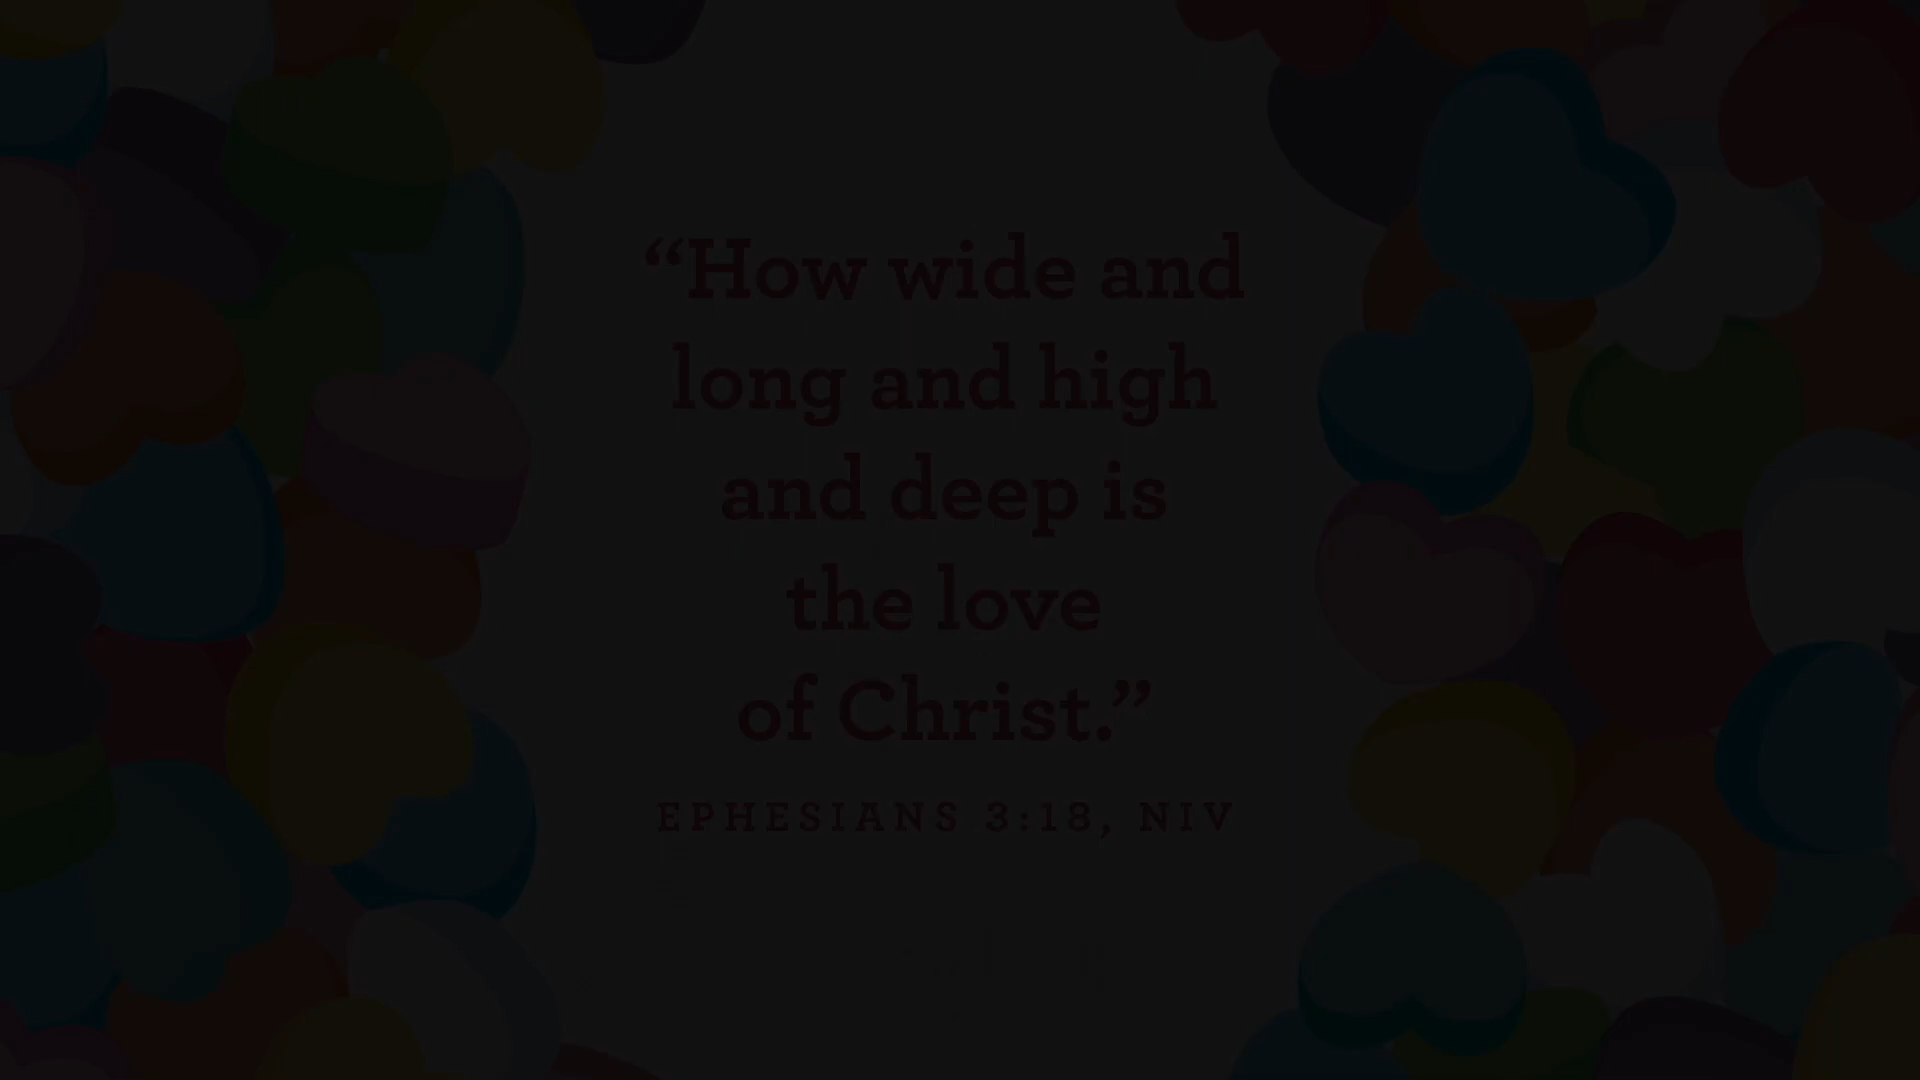 “How wide and
long and high
and deep is
the love
of Christ.”
EPHESIANS 3:18, NIV